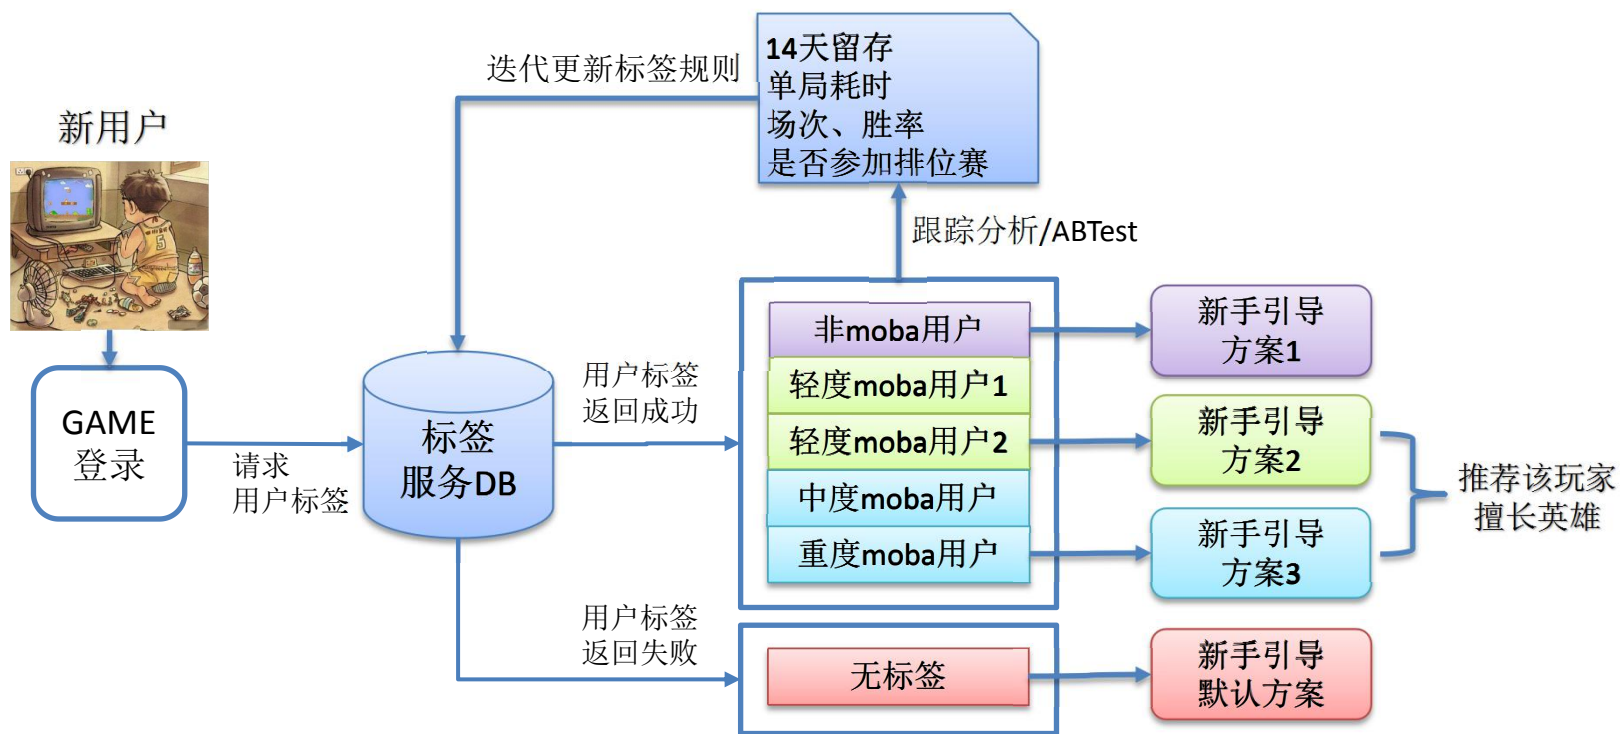 14天留存
单局耗时
场次、胜率
是否参加排位赛
迭代更新标签规则
新用户
跟踪分析/ABTest
GAME
登录
请求
用户标签
标签
服务DB
用户标签
返回成功
非moba用户
轻度moba用户1
轻度moba用户2
中度moba用户
重度moba用户
新手引导
方案1
新手引导
方案2
新手引导
方案3
推荐该玩家
擅长英雄
用户标签
返回失败
无标签
新手引导
默认方案